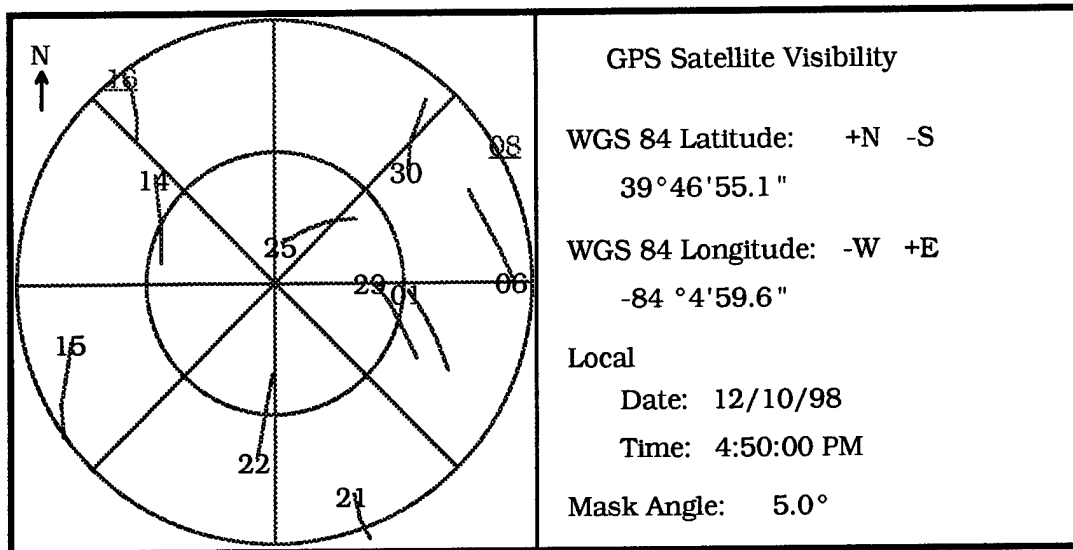 N
16
08
14
30
25
29
01
06
15
22
21
GPS Satellite Visibility
WGS 84 Latitude: +N -S
39°46'55.1"
WGS 84 Longitude: -W +E
-84 °4'59.6"
Local
Date: 12/10/98
Time: 4:50:00 PM
Mask Angle: 5.0°